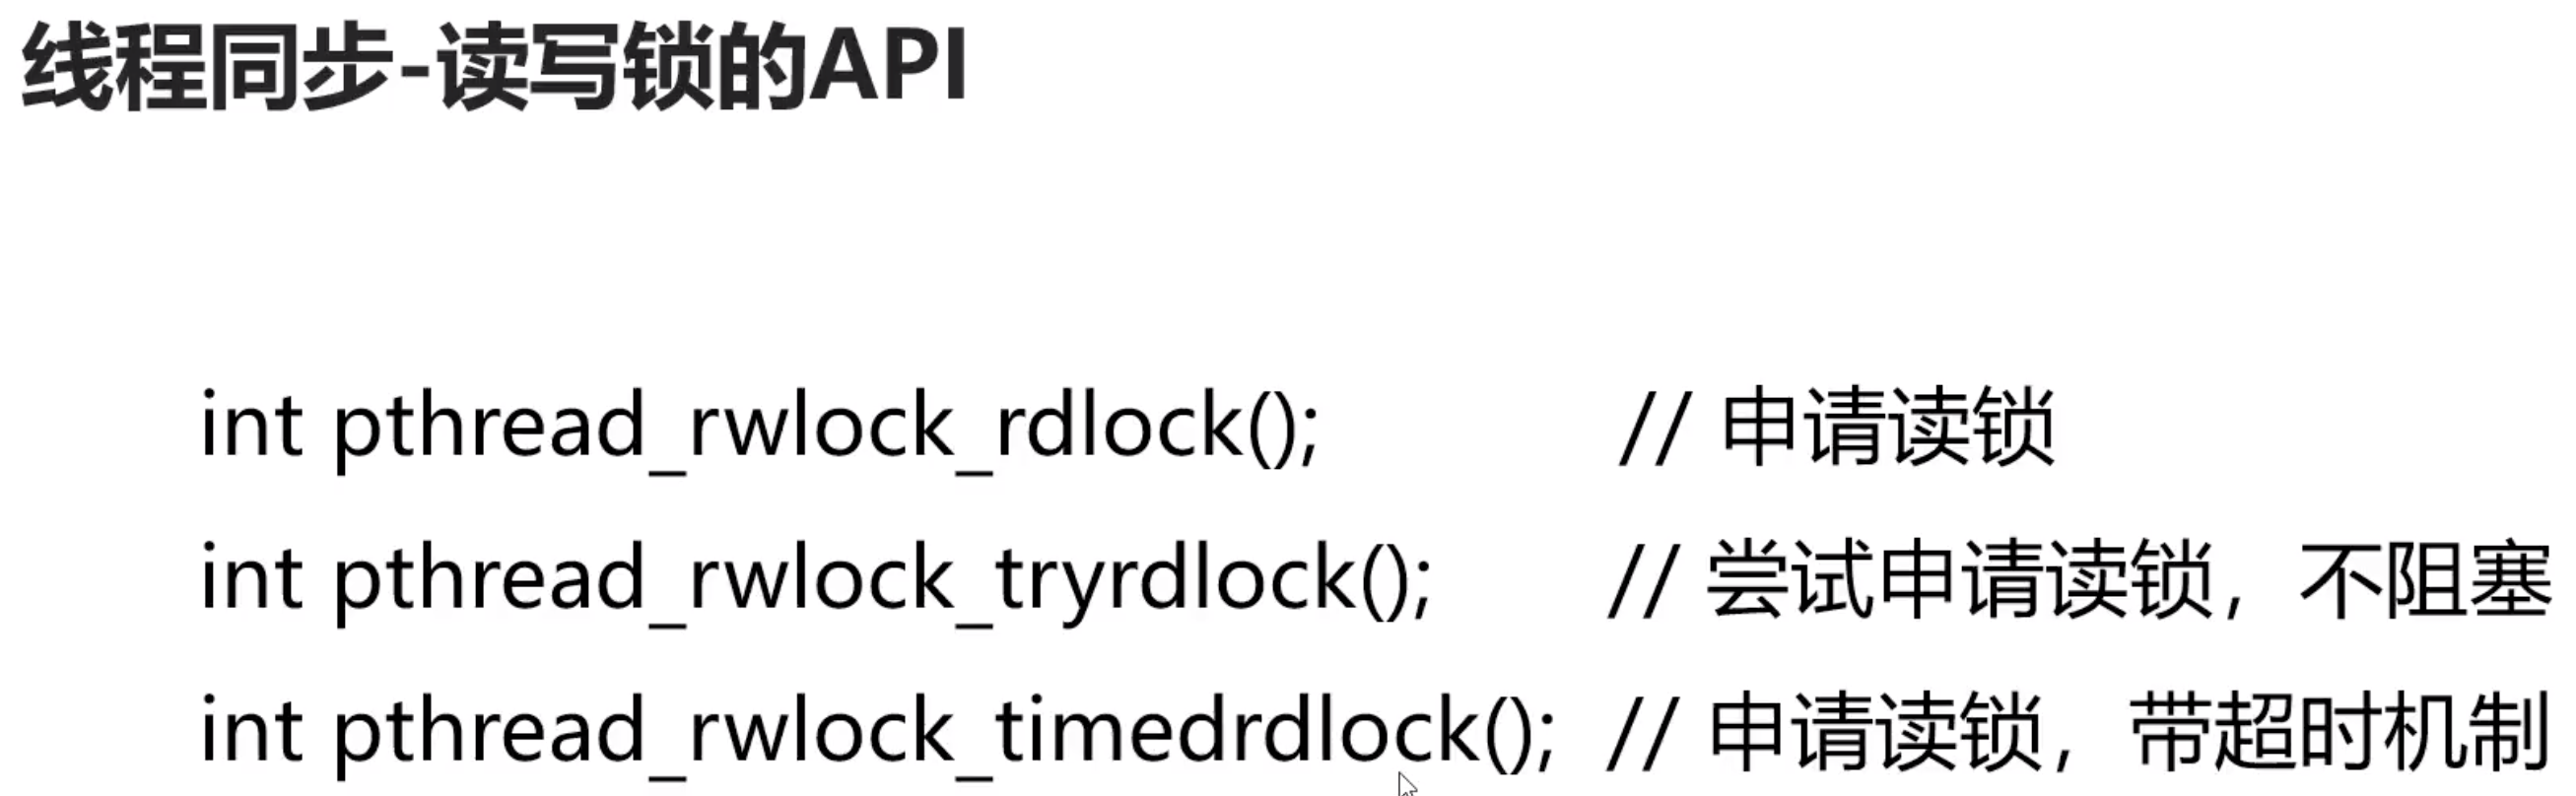 线程同步-读写锁的API
int pthread_rwlock_rdlock(); // 申请读锁
int pthread_rwlock_tryrdlock(); // 尝试申请读锁，不阻塞
int pthread_rwlock_timedrdlock(); // 申请读锁，带超时机制